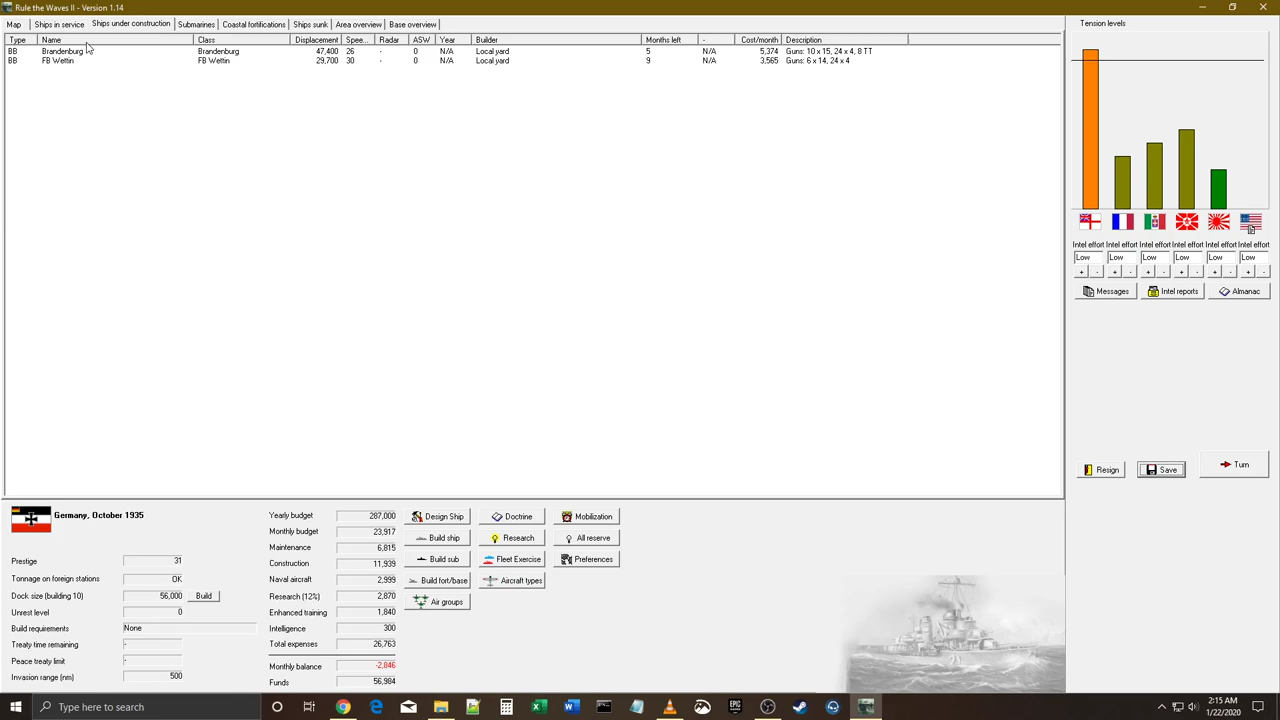 Rule the Waves II - Version 1.14
Map Ships in service Ships under construction Submarines Coastal fortifications Ships sunk Area overview Base overview
Type Name Class Displacement Spee... Radar ASW Year Builder Months left - Cost/month Description
BB Brandenburg Brandenburg 47,400 26 - 0 N/A Local yard 5 N/A 5,374 Guns: 10 x 15, 24 x 4, 8 TT
BB FB Wettin FB Wettin 29,700 30 - 0 N/A Local yard 9 N/A 3,565 Guns: 6 x 14, 24 x 4
Tension levels
Intel effort Intel effort Intel effort Intel effort Intel effort Intel effort
Low Low Low Low Low Low
+ - + - + - + - + - + -
Messages Intel reports Almanac
Resign Save Turn
Germany, October 1935
Prestige 31
Tonnage on foreign stations OK
Dock size (building 10) 56,000 Build
Unrest level 0
Build requirements None
Treaty time remaining -
Peace treaty limit -
Invasion range (nm) 500
Yearly budget 287,000
Monthly budget 23,917
Maintenance 6,815
Construction 11,939
Naval aircraft 2,999
Research (12%) 2,870
Enhanced training 1,840
Intelligence 300
Total expenses 26,763
Monthly balance -2,846
Funds 56,984
Design Ship Doctrine Mobilization
Build ship Research All reserve
Build sub Fleet Exercise Preferences
Build fort/base Aircraft types
Air groups
Type here to search
2:15 AM
1/22/2020